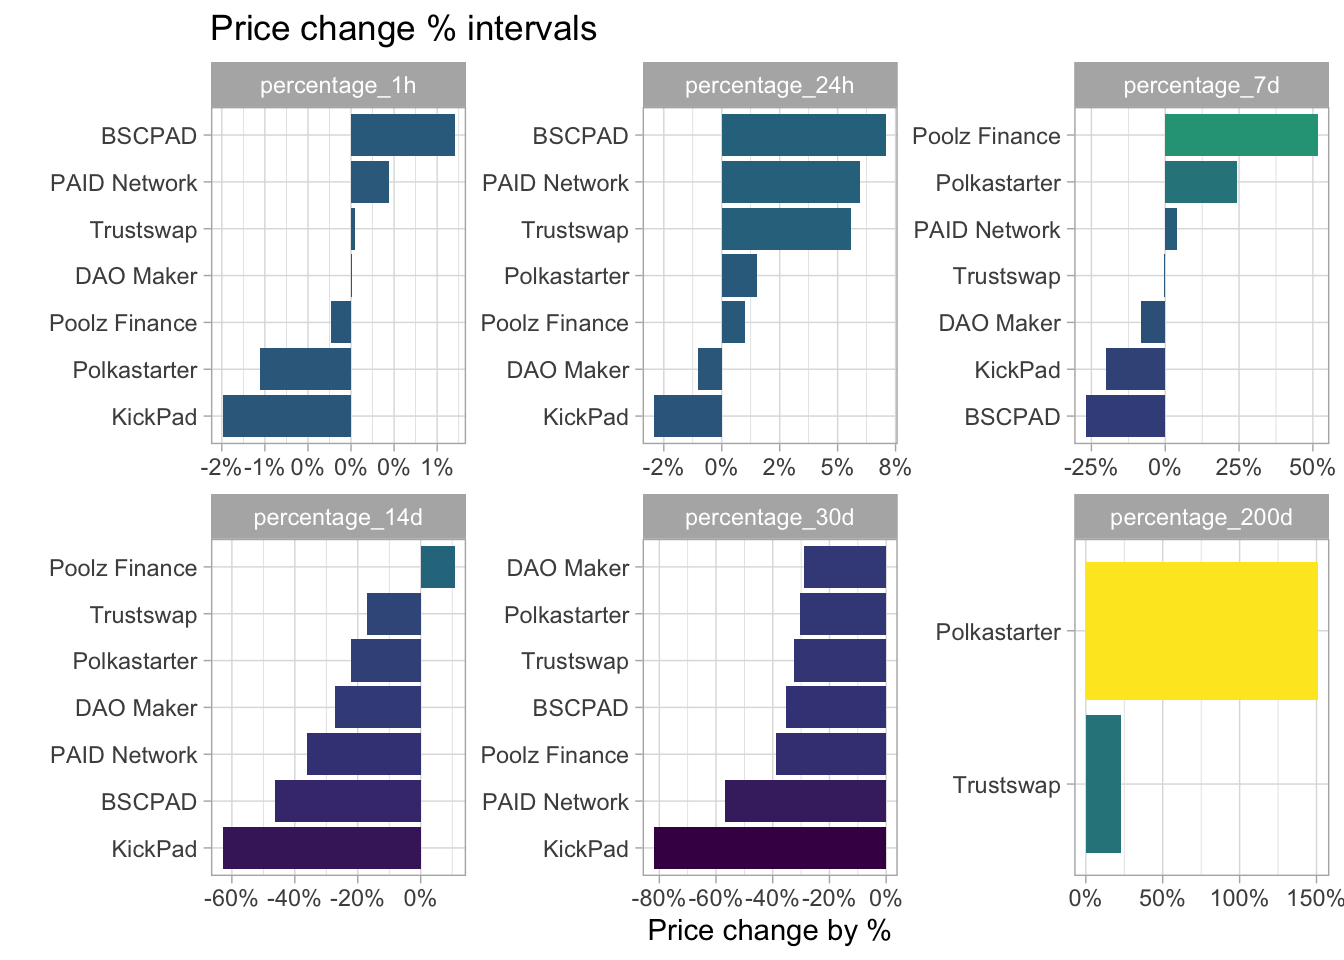 Price change % intervals
percentage_1h
BSCPAD
PAID Network
Trustswap
DAO Maker
Poolz Finance
Polkastarter
KickPad
-2% -1% 0% 0% 0% 1%
percentage_24h
BSCPAD
PAID Network
Trustswap
Polkastarter
Poolz Finance
DAO Maker
KickPad
-2% 0% 2% 5% 8%
percentage_7d
Poolz Finance
Polkastarter
PAID Network
Trustswap
DAO Maker
KickPad
BSCPAD
-25% 0% 25% 50%
percentage_14d
Poolz Finance
Trustswap
Polkastarter
DAO Maker
PAID Network
BSCPAD
KickPad
-60% -40% -20% 0%
percentage_30d
DAO Maker
Polkastarter
Trustswap
BSCPAD
Poolz Finance
PAID Network
KickPad
-80% -60% -40% -20% 0%
percentage_200d
Polkastarter
Trustswap
0% 50% 100% 150%
Price change by %